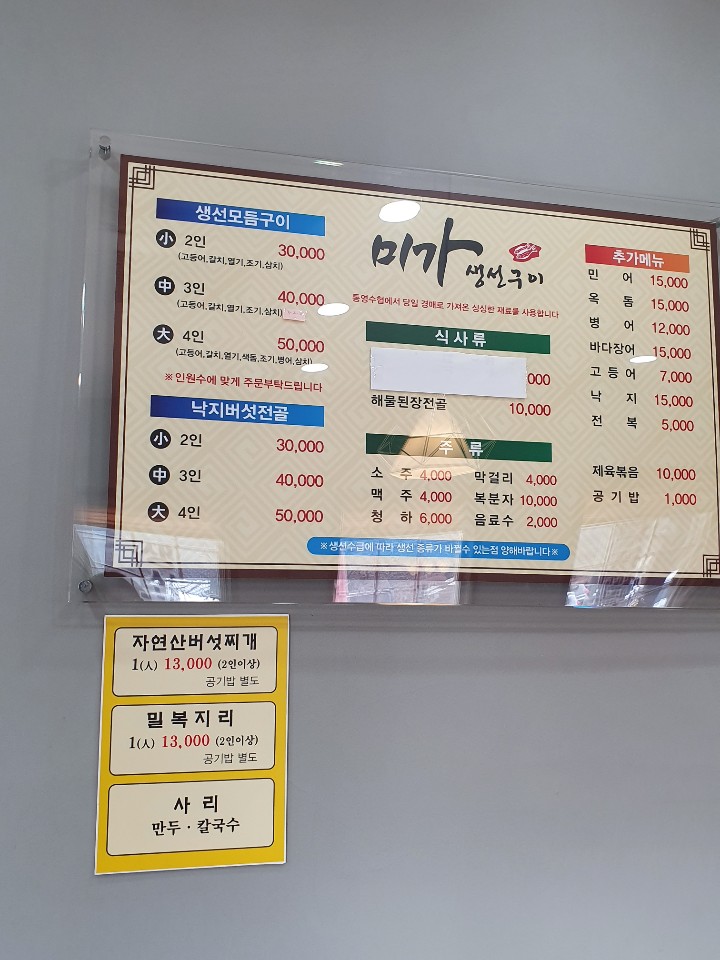 생선모듬구이
小 2인 30,000
(고등어,갈치,열기,조기,삼치)
中 3인 40,000
(고등어,갈치,열기,조기,삼치)
大 4인 50,000
(고등어,갈치,열기,색돔,조기,병어,삼치)
※인원수에 맞게 주문부탁드립니다
낙지버섯전골
小 2인 30,000
中 3인 40,000
大 4인 50,000
미가 생선구이
통영수협에서 당일 경매로 가져온 싱싱한 재료를 사용합니다
식사류
000
해물된장전골 10,000
주 류
소 주 4,000 막걸리 4,000
맥 주 4,000 복분자 10,000
청 하 6,000 음료수 2,000
추가메뉴
민 어 15,000
옥 돔 15,000
병 어 12,000
바다장어 15,000
고등어 7,000
낙 지 15,000
전 복 5,000
제육볶음 10,000
공기밥 1,000
※생선수급에 따라 생선 종류가 바뀔수 있는점 양해바랍니다※
자연산버섯찌개
1(人) 13,000 (2인이상)
공기밥 별도
밀복지리
1(人) 13,000 (2인이상)
공기밥 별도
사 리
만두·칼국수